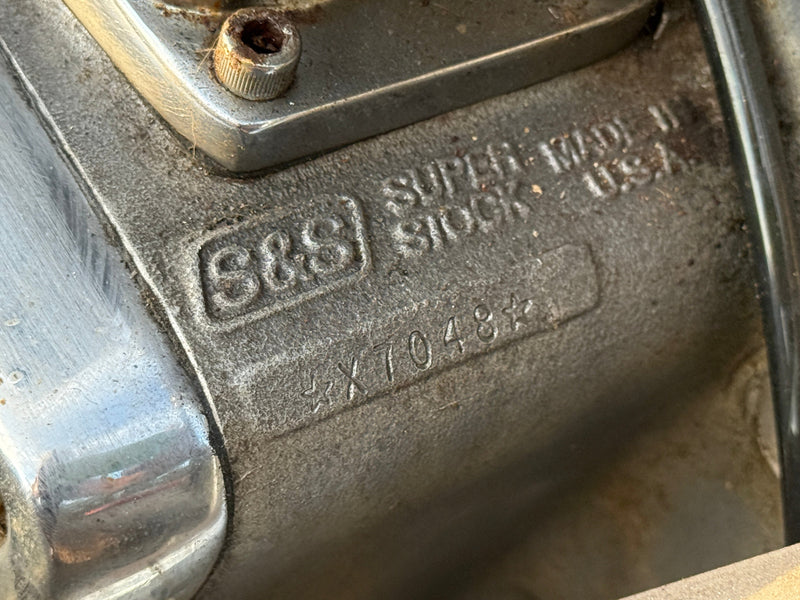 S&S
SUPER STOCK
MADE IN U.S.A.
☆X7048☆